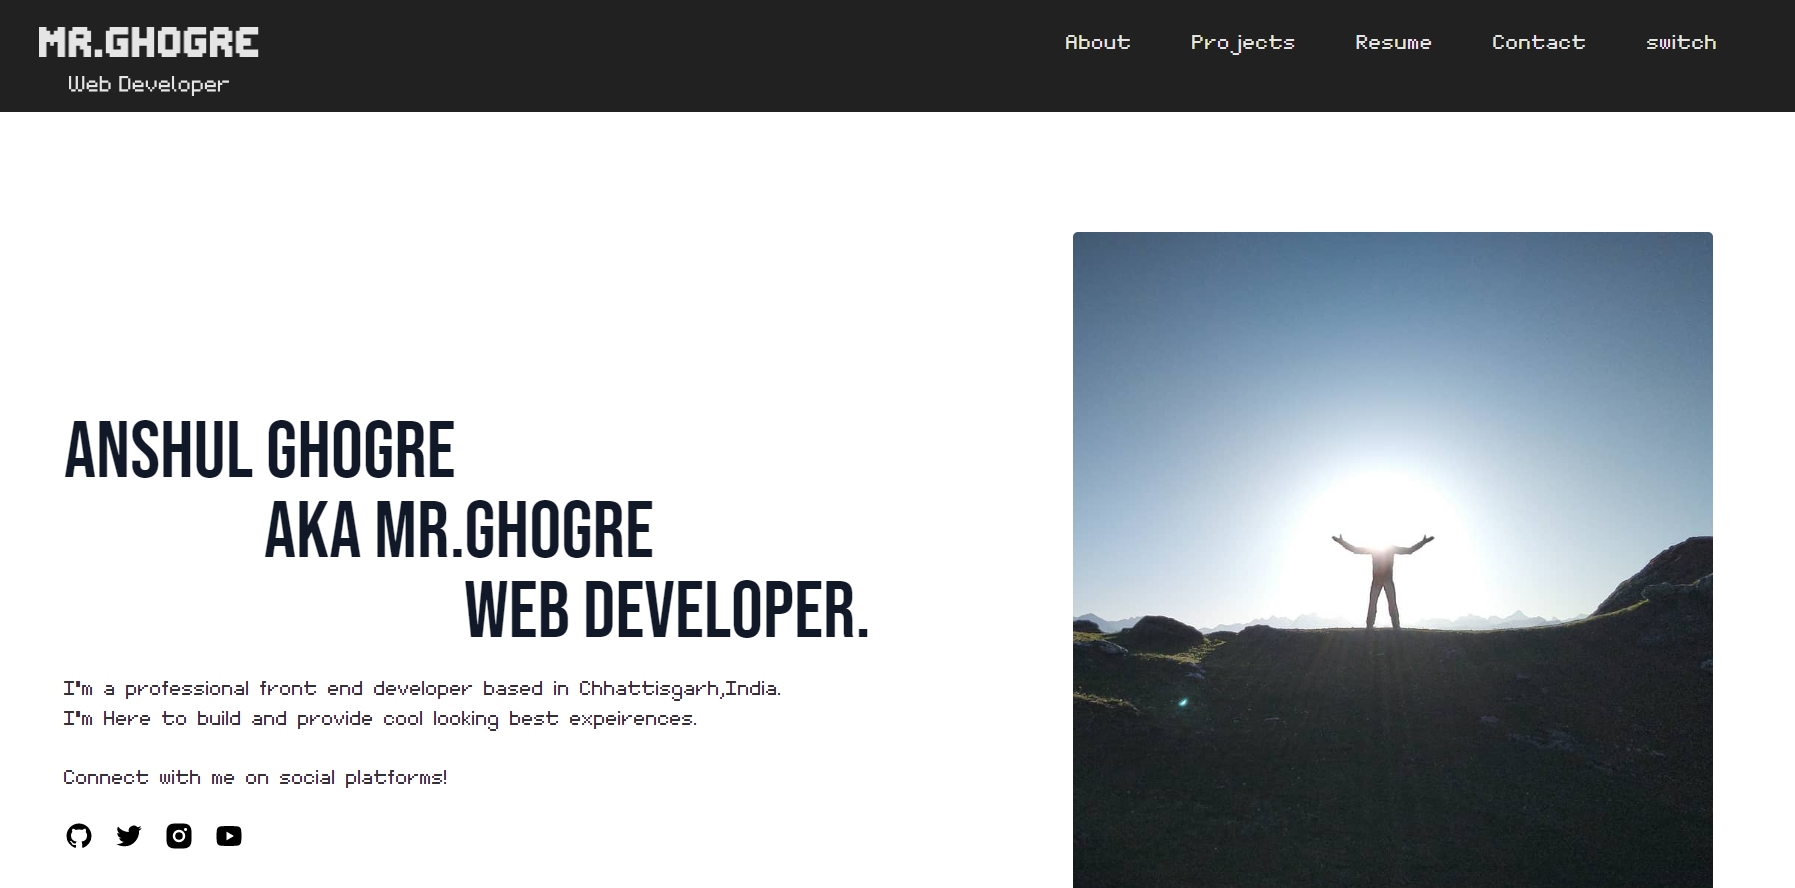 MR.GHOGRE
Web Developer
About Projects Resume Contact switch
ANSHUL GHOGRE
AKA MR.GHOGRE
WEB DEVELOPER.
I'm a professional front end developer based in Chhattisgarh,India.
I'm Here to build and provide cool looking best expeirences.
Connect with me on social platforms!